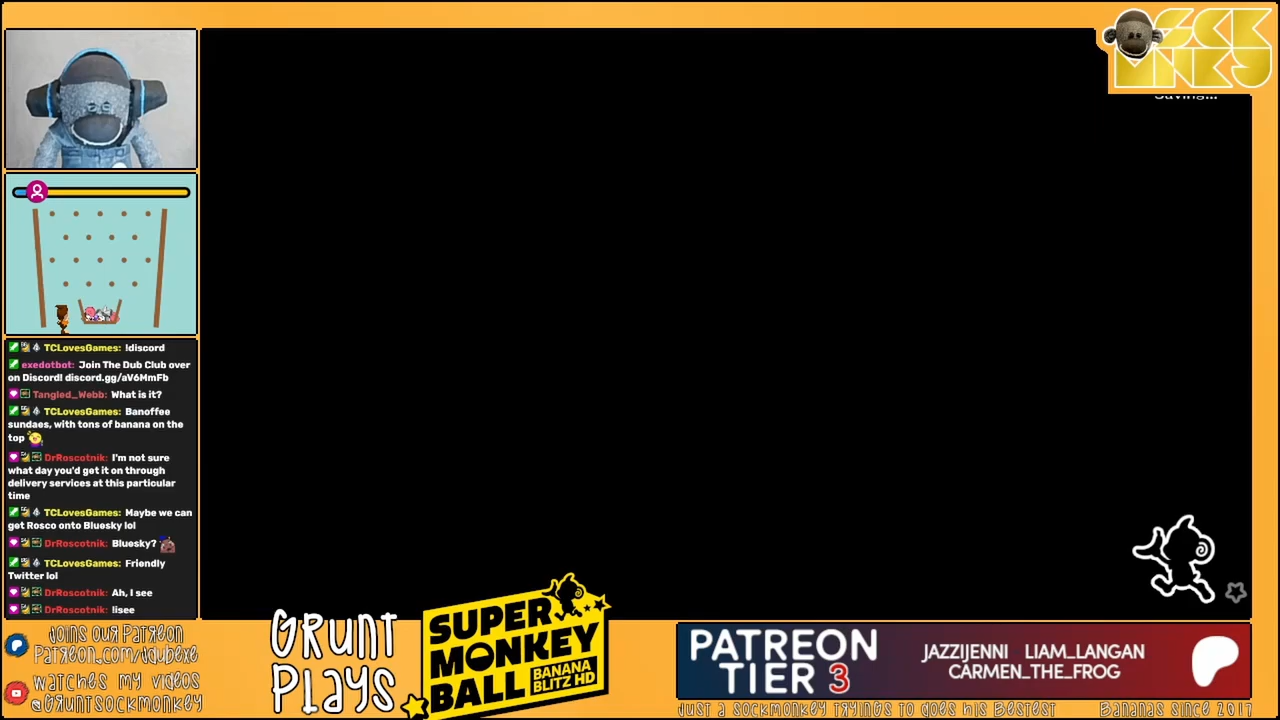 SCK
MNKY
Saving...
TCLovesGames: !discord
exedotbot: Join The Dub Club over
on Discord! discord.gg/aV6MmFb
Tangled_Webb: What is it?
TCLovesGames: Banoffee
sundaes, with tons of banana on the
top
DrRoscotnik: I'm not sure
what day you'd get it on through
delivery services at this particular
time
TCLovesGames: Maybe we can
get Rosco onto Bluesky lol
DrRoscotnik: Bluesky?
TCLovesGames: Friendly
Twitter lol
DrRoscotnik: Ah, I see
DrRoscotnik: !isee
Joins our Patreon
Patreon.com/ddubexe
watches my videos
@Gruntsockmonkey
Grunt
Plays
SUPER
MONKEY
BALL
BANANA
BLITZ HD
PATREON
TIER 3
JAZZIJENNI LIAM_LANGAN
CARMEN_THE_FROG
Just a sockmonkey tryings to does his Bestest
Bananas since 2017